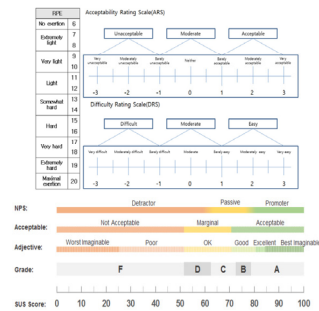 RPE
No exertion 6
Extremely light 7
8
Very light 9
10
Light 11
12
Somewhat hard 13
14
Hard 15
16
Very hard 17
18
Extremely hard 19
Maximal exertion 20
Acceptability Rating Scale(ARS)
Unacceptable Moderate Acceptable
Very unacceptable Moderately unacceptable Barely unacceptable Neither Barely acceptable Moderately acceptable Very acceptable
-3 -2 -1 0 1 2 3
Difficulty Rating Scale(DRS)
Difficult Moderate Easy
Very difficult Moderately difficult Barely difficult Moderate Barely easy Moderately easy Very easy
-3 -2 -1 0 1 2 3
Detractor Passive Promoter
NPS:
Not Acceptable Marginal Acceptable
Acceptable:
Worst Imaginable Poor OK Good Excellent Best Imaginable
Adjective:
Grade: F D C B A
SUS Score: 0 10 20 30 40 50 60 70 80 90 100